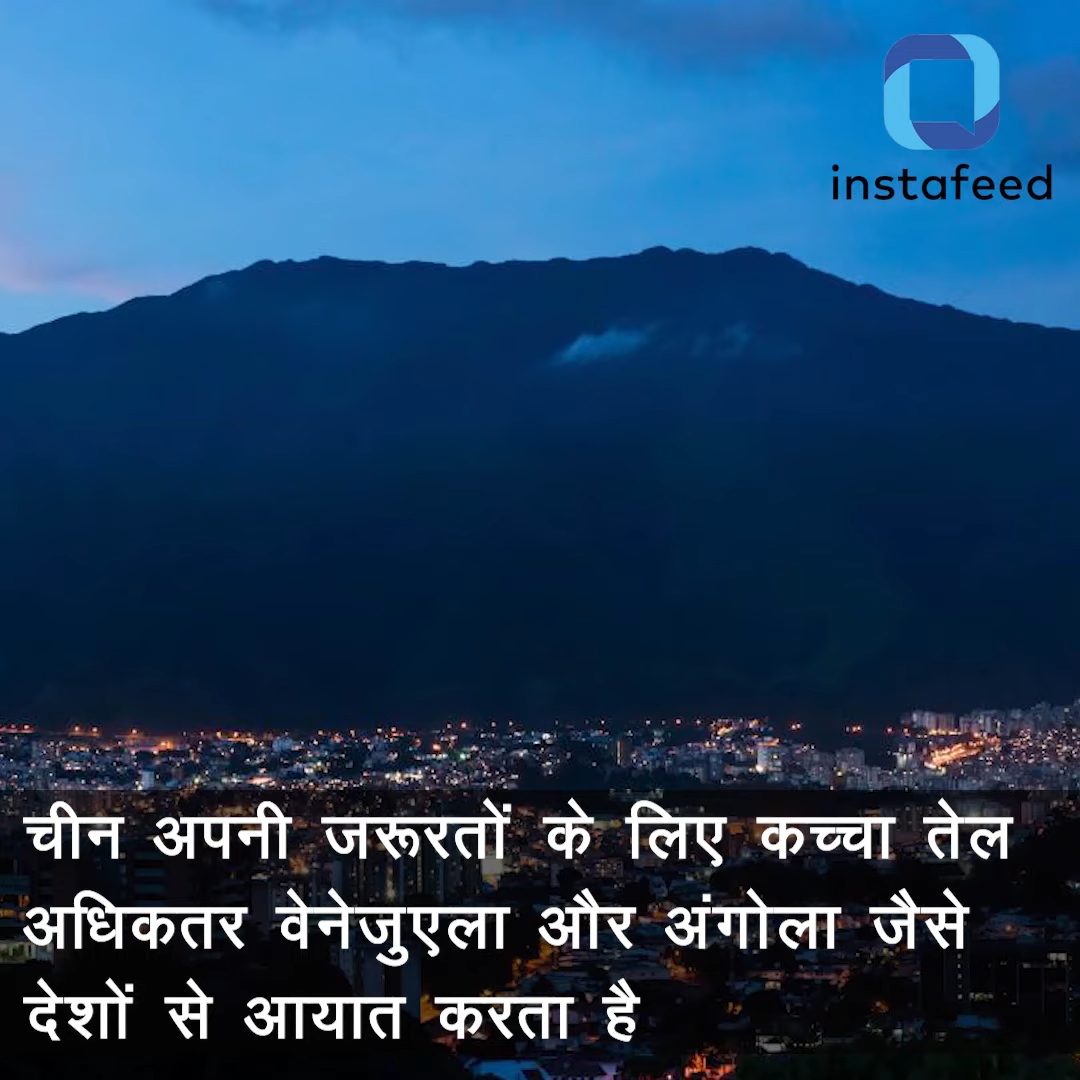 instafeed
चीन अपनी जरूरतों के लिए कच्चा तेल
अधिकतर वेनेजुएला और अंगोला जैसे
देशों से आयात करता है